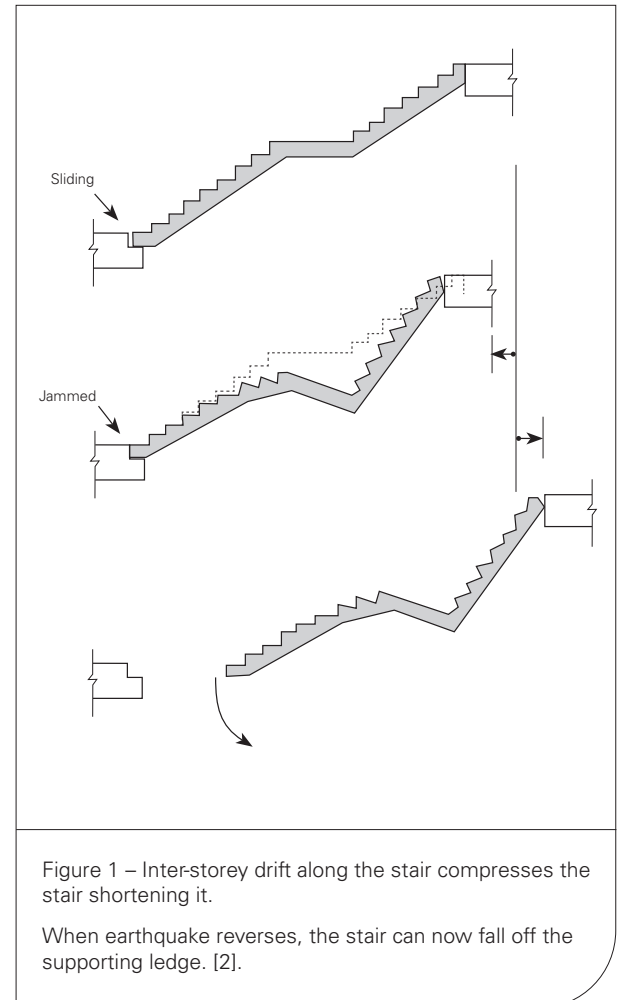 Sliding
Jammed
Figure 1 – Inter-storey drift along the stair compresses the
stair shortening it.
When earthquake reverses, the stair can now fall off the
supporting ledge. [2].